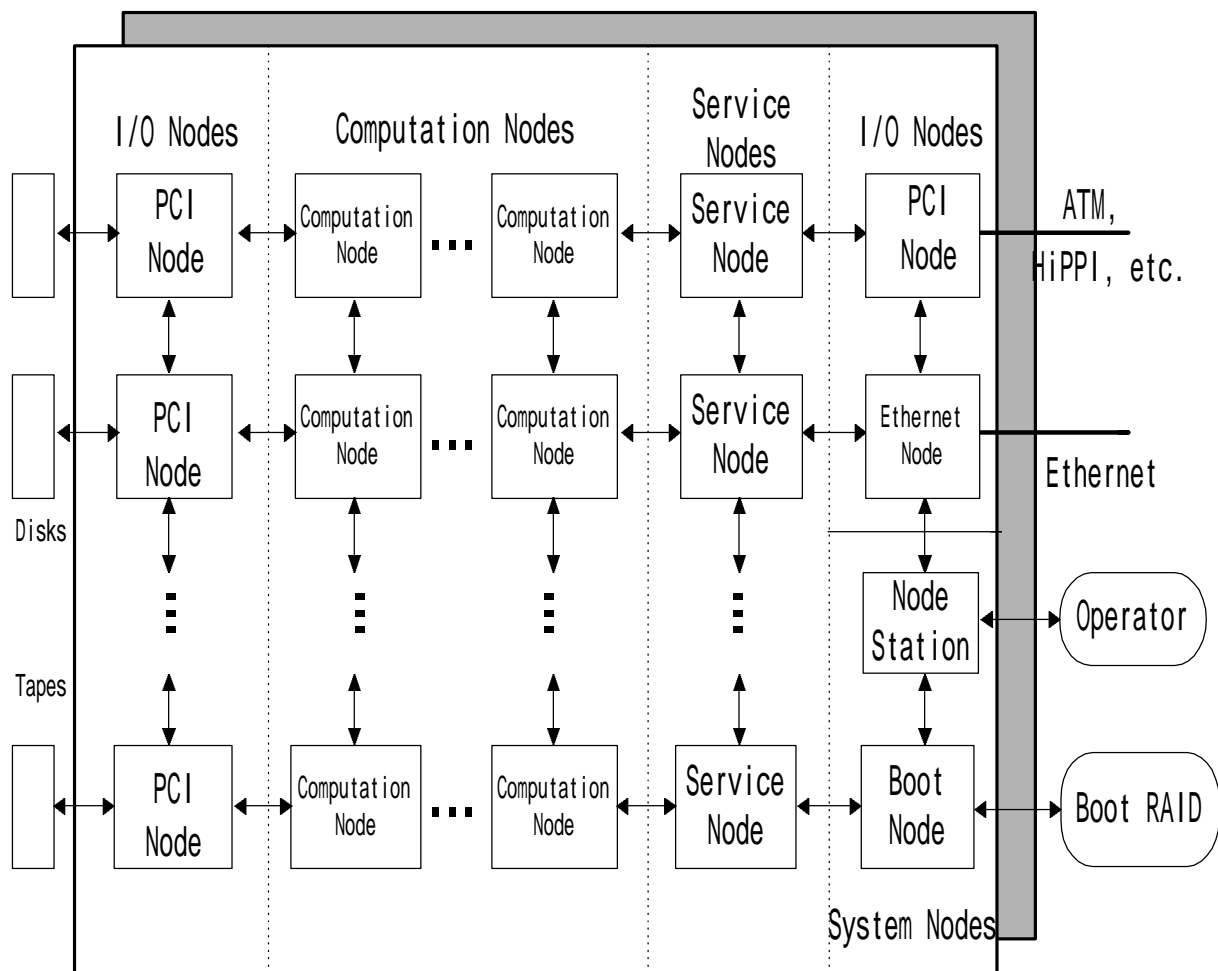 I/O Nodes
Computation Nodes
Service
Nodes
I/O Nodes
PCI
Node
Computation
Node
Computation
Node
Service
Node
PCI
Node
ATM,
HiPPI, etc.
PCI
Node
Computation
Node
Computation
Node
Service
Node
Ethernet
Node
Ethernet
Disks
Node
Station
Operator
Tapes
PCI
Node
Computation
Node
Computation
Node
Service
Node
Boot
Node
Boot RAID
System Nodes